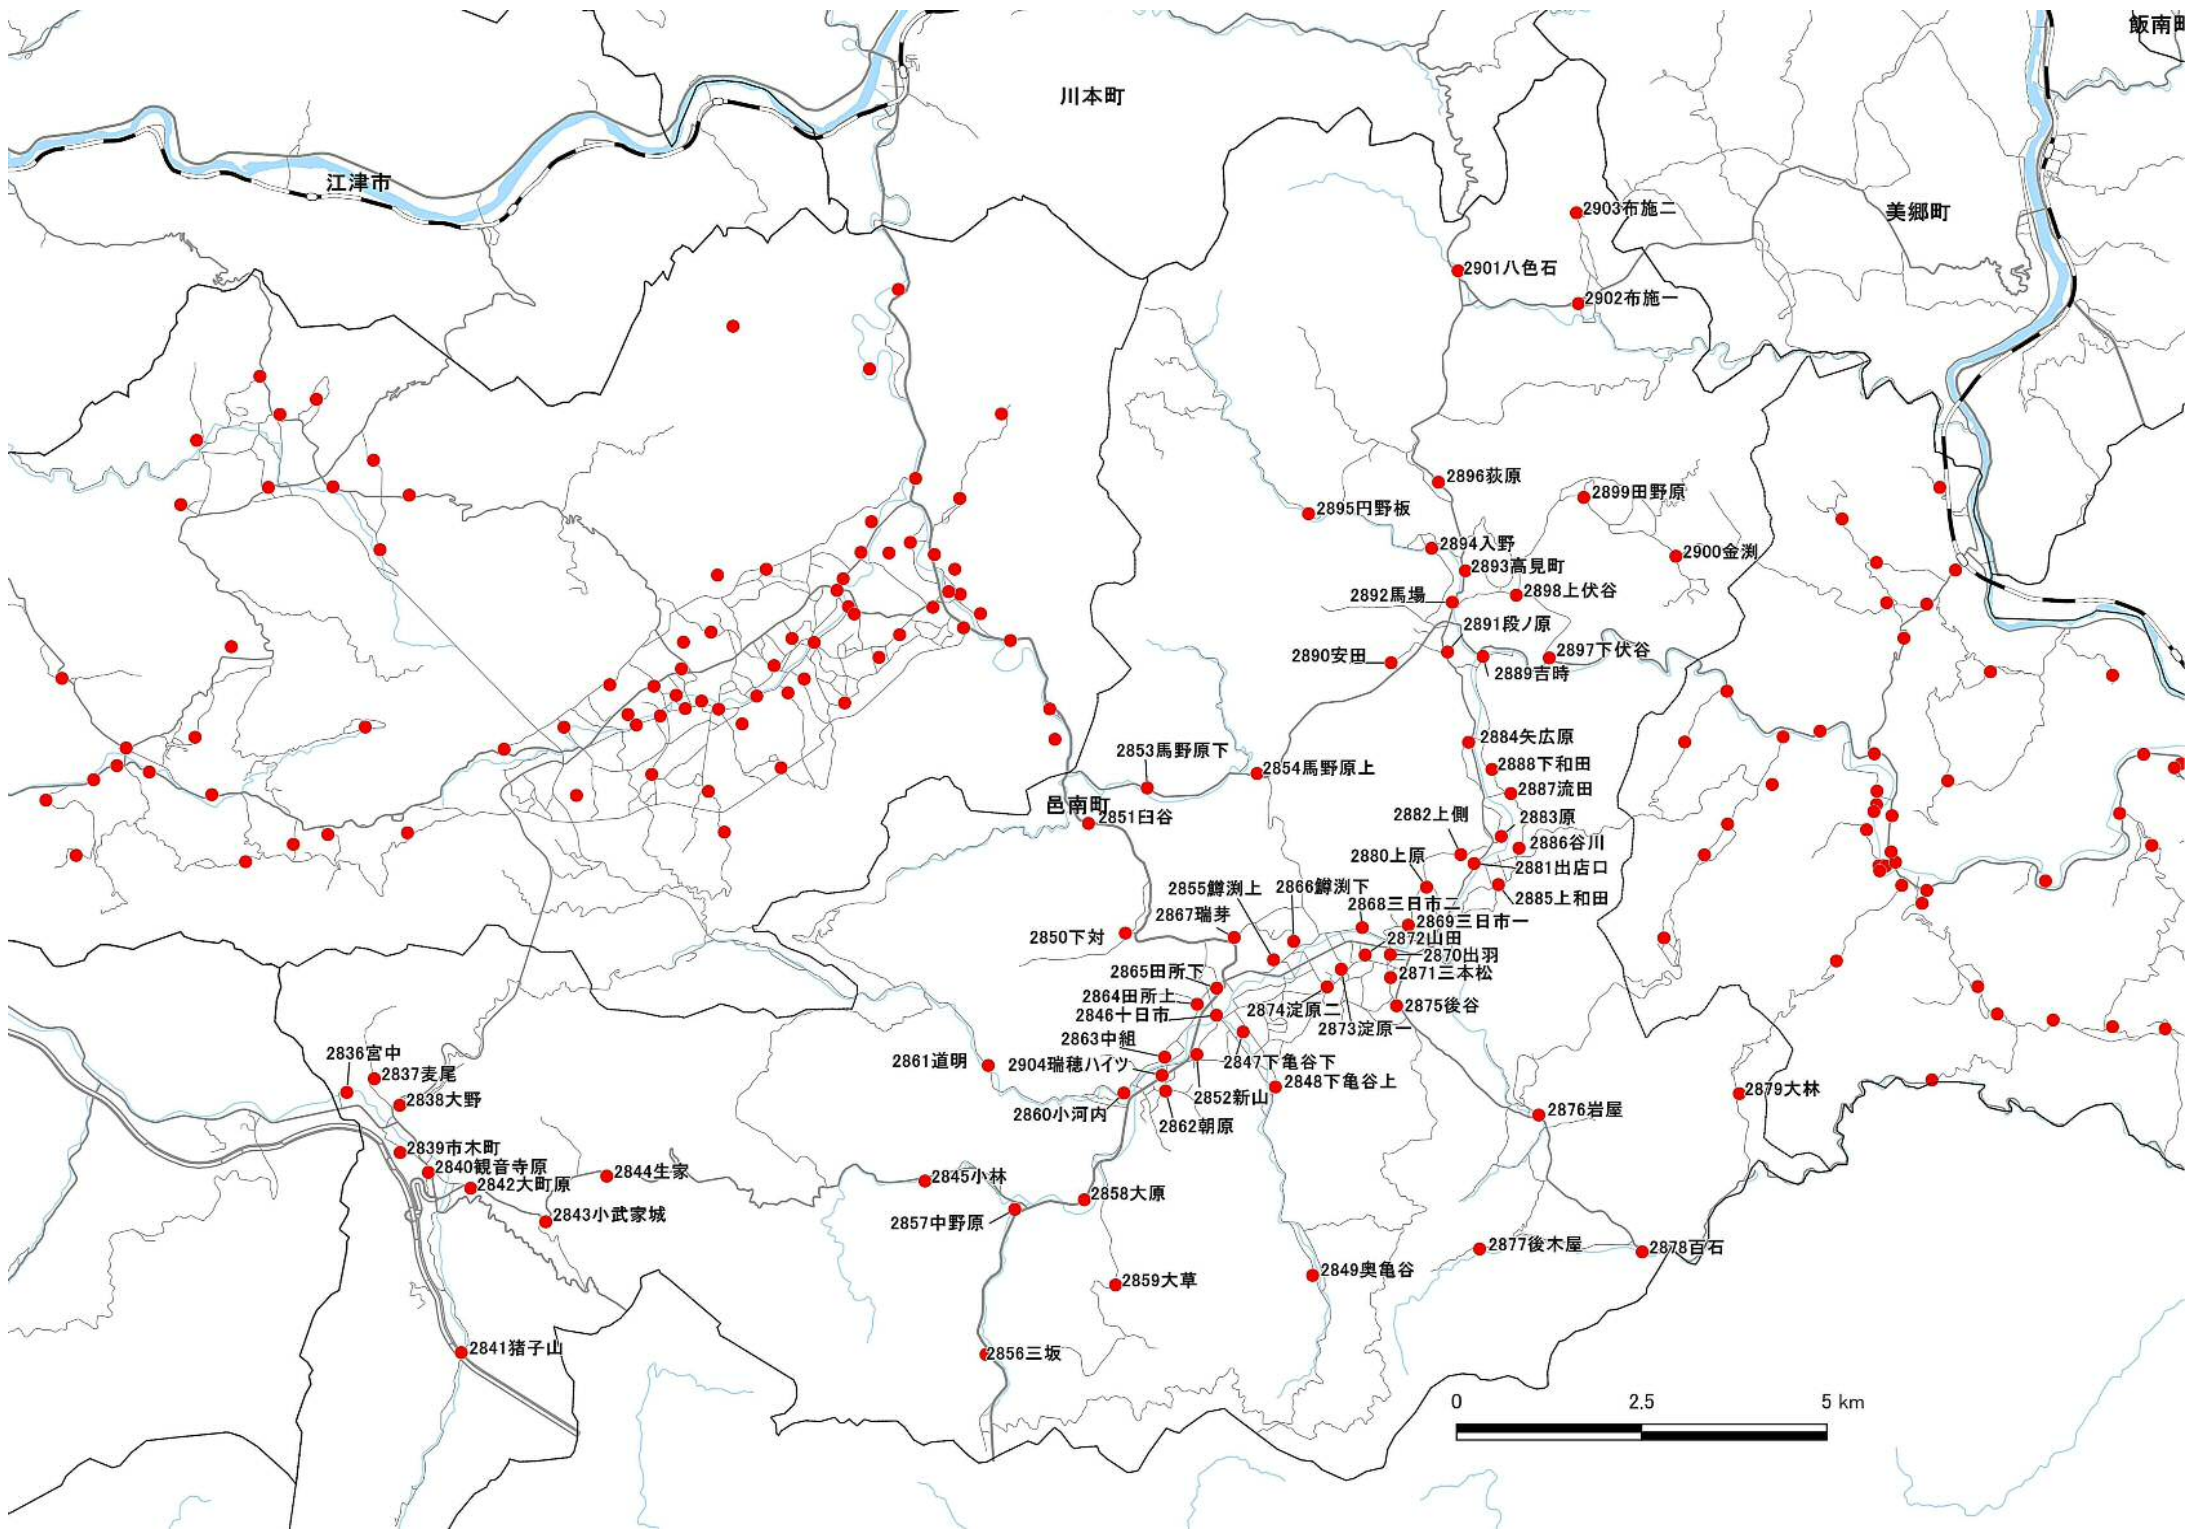 飯南町
川本町
江津市
美郷町
2903布施二
2901八色石
2902布施一
2896荻原
2899田野原
2895円野板
2894入野
2900金渕
2893高見町
2898上伏谷
2892馬場
2891段ノ原
2890安田
2897下伏谷
2889吉時
2884矢広原
2853馬野原下
2888下和田
2854馬野原上
2887流田
邑南町
2851臼谷
2882上側
2883原
2886谷川
2880上原
2881出店口
2855鱒渕上
2866鱒渕下
2885上和田
2868三日市二
2867瑞芽
2869三日市一
2850下対
2872山田
2870出羽
2865田所下
2871三本松
2864田所上
2874淀原二
2875後谷
2846十日市
2873淀原一
2863中組
2836宮中
2861道明
2904瑞穂ハイツ
2847下亀谷下
2837麦尾
2848下亀谷上
2879大林
2838大野
2852新山
2860小河内
2862朝原
2876岩屋
2839市木町
2840観音寺原
2844生家
2845小林
2842大町原
2858大原
2843小武家城
2857中野原
2877後木屋
2878百石
2859大草
2849奥亀谷
2841猪子山
2856三坂
0 2.5 5 km